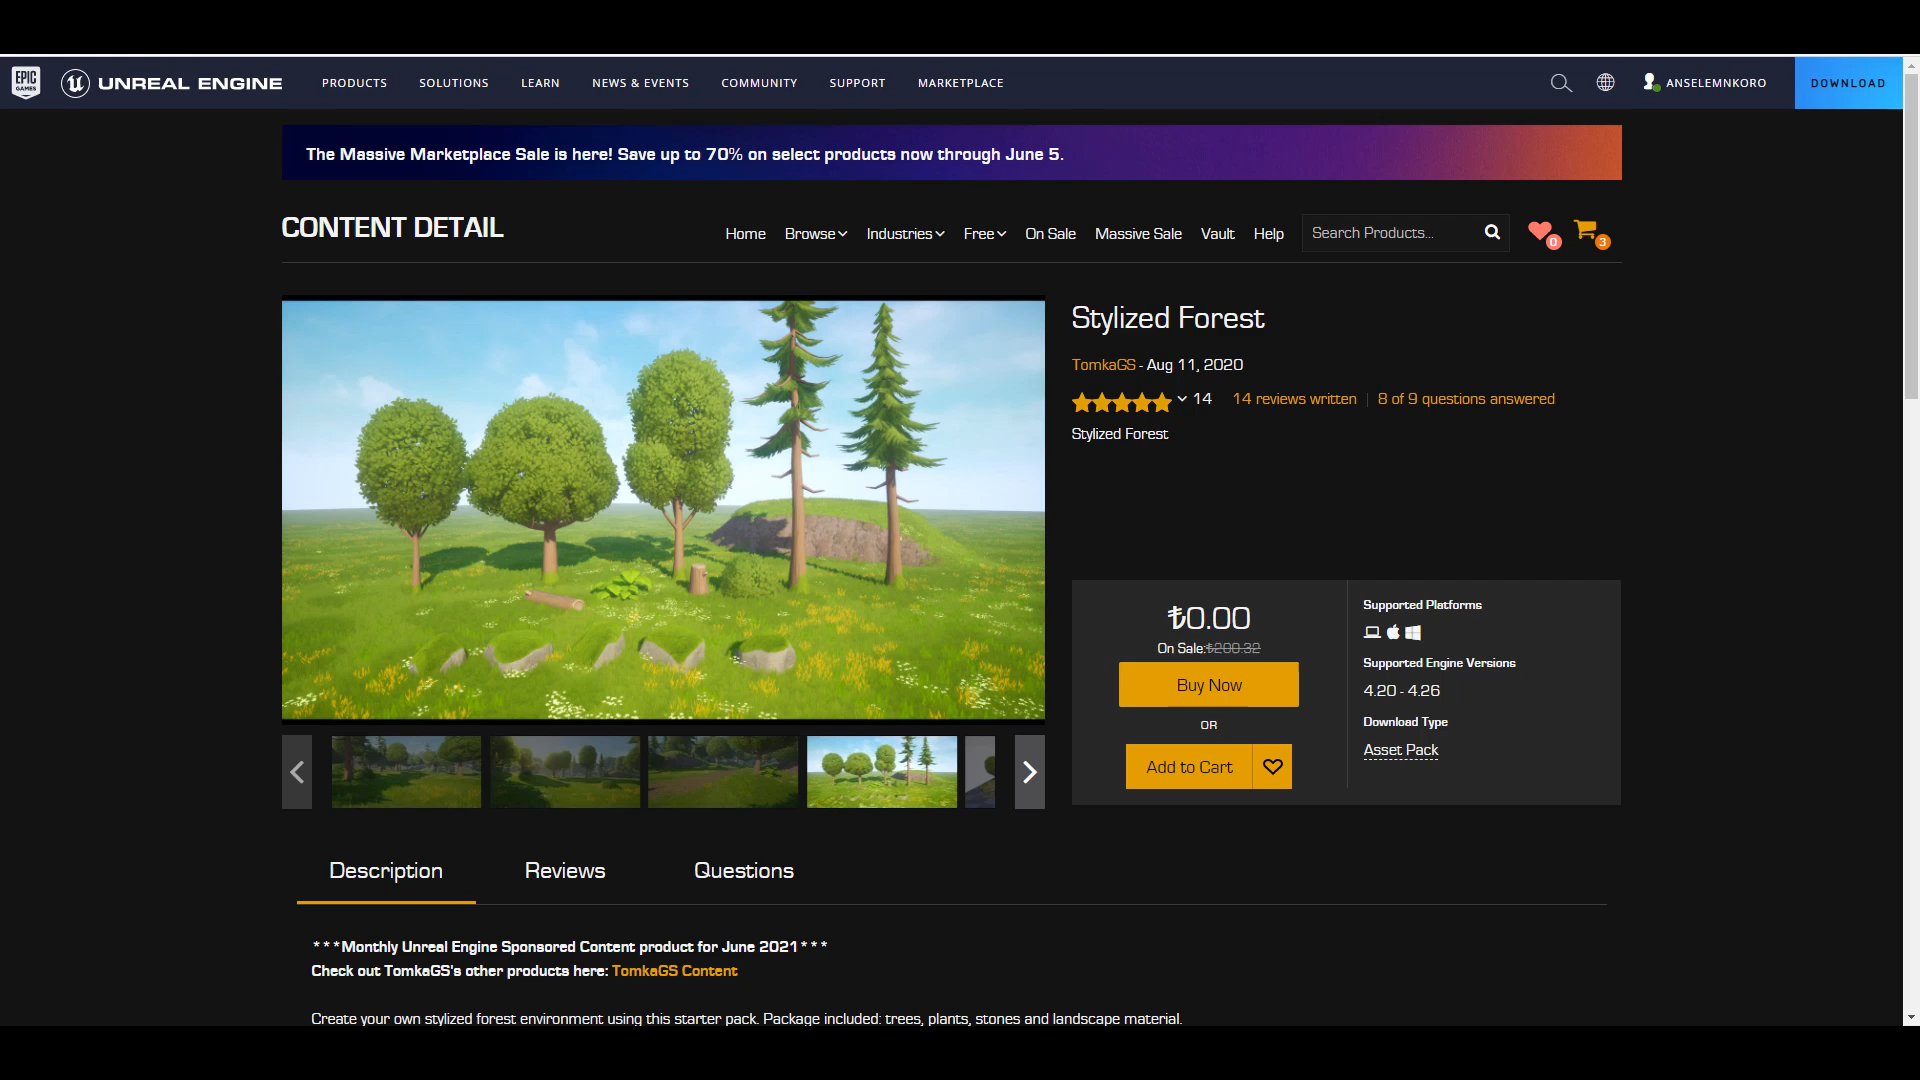 EPIC
GAMES
UNREAL ENGINE
PRODUCTS
SOLUTIONS
LEARN
NEWS & EVENTS
COMMUNITY
SUPPORT
MARKETPLACE
ANSELEMNKORO
DOWNLOAD
The Massive Marketplace Sale is here! Save up to 70% on select products now through June 5.
CONTENT DETAIL
Home
Browse
Industries
Free
On Sale
Massive Sale
Vault
Help
Search Products...
0
3
Stylized Forest
TomkaGS - Aug 11, 2020
14
14 reviews written
8 of 9 questions answered
Stylized Forest
₺0.00
On Sale:₺200.32
Buy Now
OR
Add to Cart
Supported Platforms
Supported Engine Versions
4.20 - 4.26
Download Type
Asset Pack
Description
Reviews
Questions
***Monthly Unreal Engine Sponsored Content product for June 2021***
Check out TomkaGS's other products here: TomkaGS Content
Create your own stylized forest environment using this starter pack. Package included: trees, plants, stones and landscape material.